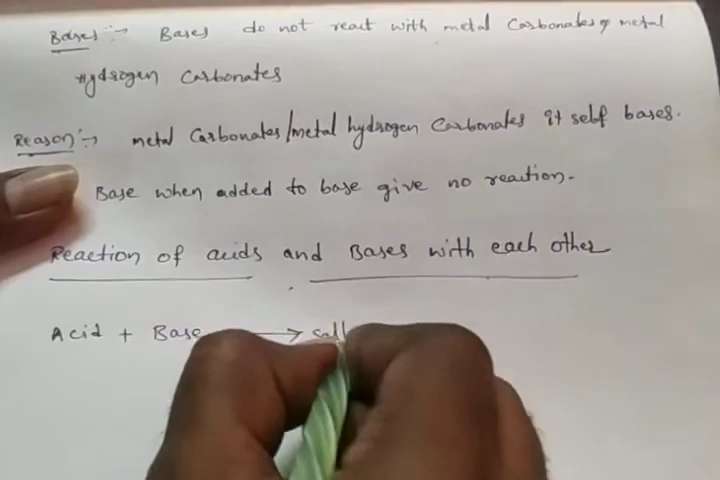 Bases :→ Bases do not react with metal Carbonates & metal
Hydrogen Carbonates
Reason :→ metal Carbonates/metal hydrogen Carbonates it self bases.
Base when added to base give no reaction.
Reaction of acids and Bases with each other
Acid + Base →